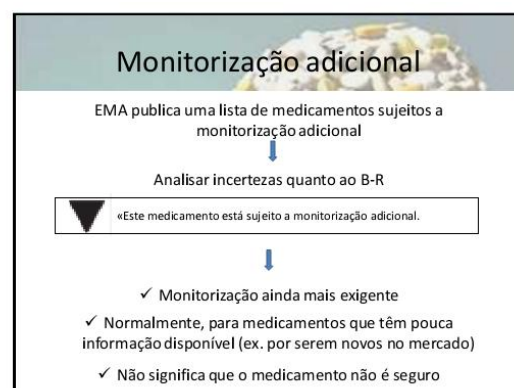 Monitorização adicional
EMA publica uma lista de medicamentos sujeitos a
monitorização adicional
Analisar incertezas quanto ao B-R
«Este medicamento está sujeito a monitorização adicional.
✓ Monitorização ainda mais exigente
✓ Normalmente, para medicamentos que têm pouca
informação disponível (ex. por serem novos no mercado)
✓ Não significa que o medicamento não é seguro